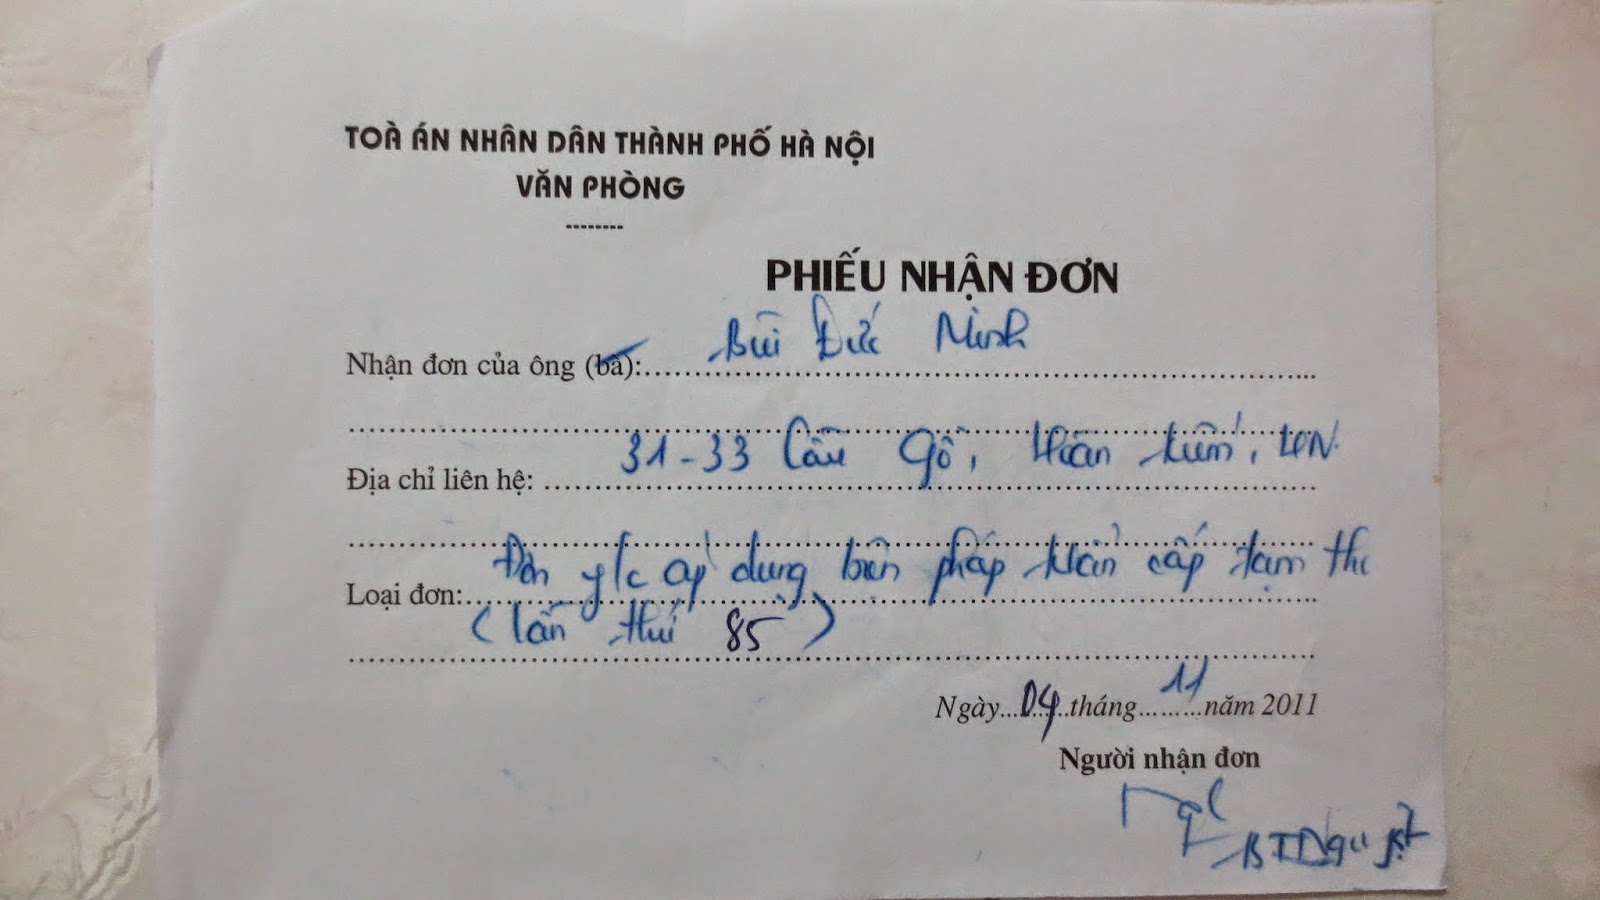 TOÀ ÁN NHÂN DÂN THÀNH PHỐ HÀ NỘI
VĂN PHÒNG
--------
PHIẾU NHẬN ĐƠN
Nhận đơn của ông (bà): Bùi Đức Minh
Địa chỉ liên hệ: 31-33 Cầu Gỗ, Hoàn Kiếm, HN.
Loại đơn: Đơn y/c áp dụng biện pháp khẩn cấp tạm thời
(lần thứ 85)
Ngày 04 tháng 11 năm 2011
Người nhận đơn
BTNguyệt